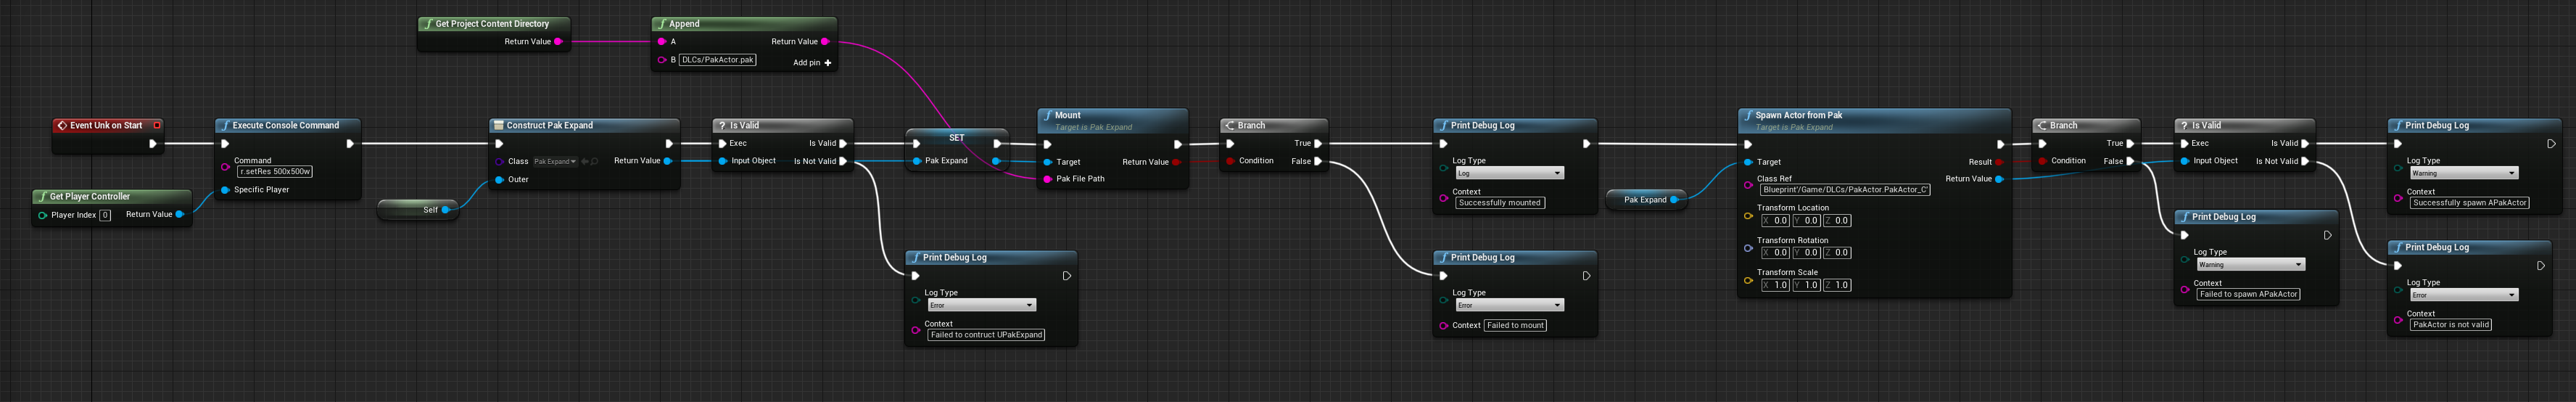 Get Project Content Directory
Return Value
Append
A
Return Value
B
DLCs/PakActor.pak
Add pin +
Event Unk on Start
Execute Console Command
Command
r.setRes 500x500w
Specific Player
Get Player Controller
Player Index
0
Return Value
Self
Construct Pak Expand
Class
Pak Expand
Return Value
Outer
? Is Valid
Exec
Is Valid
Input Object
Is Not Valid
SET
Pak Expand
Print Debug Log
Log Type
Error
Context
Failed to contruct UPakExpand
Mount
Target is Pak Expand
Target
Return Value
Pak File Path
Branch
True
Condition
False
Print Debug Log
Log Type
Log
Context
Successfully mounted
Print Debug Log
Log Type
Error
Context
Failed to mount
Pak Expand
Spawn Actor from Pak
Target is Pak Expand
Target
Result
Class Ref
Return Value
Blueprint'/Game/DLCs/PakActor.PakActor_C'
Transform Location
X 0.0 Y 0.0 Z 0.0
Transform Rotation
X 0.0 Y 0.0 Z 0.0
Transform Scale
X 1.0 Y 1.0 Z 1.0
Branch
True
Condition
False
? Is Valid
Exec
Is Valid
Input Object
Is Not Valid
Print Debug Log
Log Type
Warning
Context
Failed to spawn APakActor
Print Debug Log
Log Type
Warning
Context
Successfully spawn APakActor
Print Debug Log
Log Type
Error
Context
PakActor is not valid